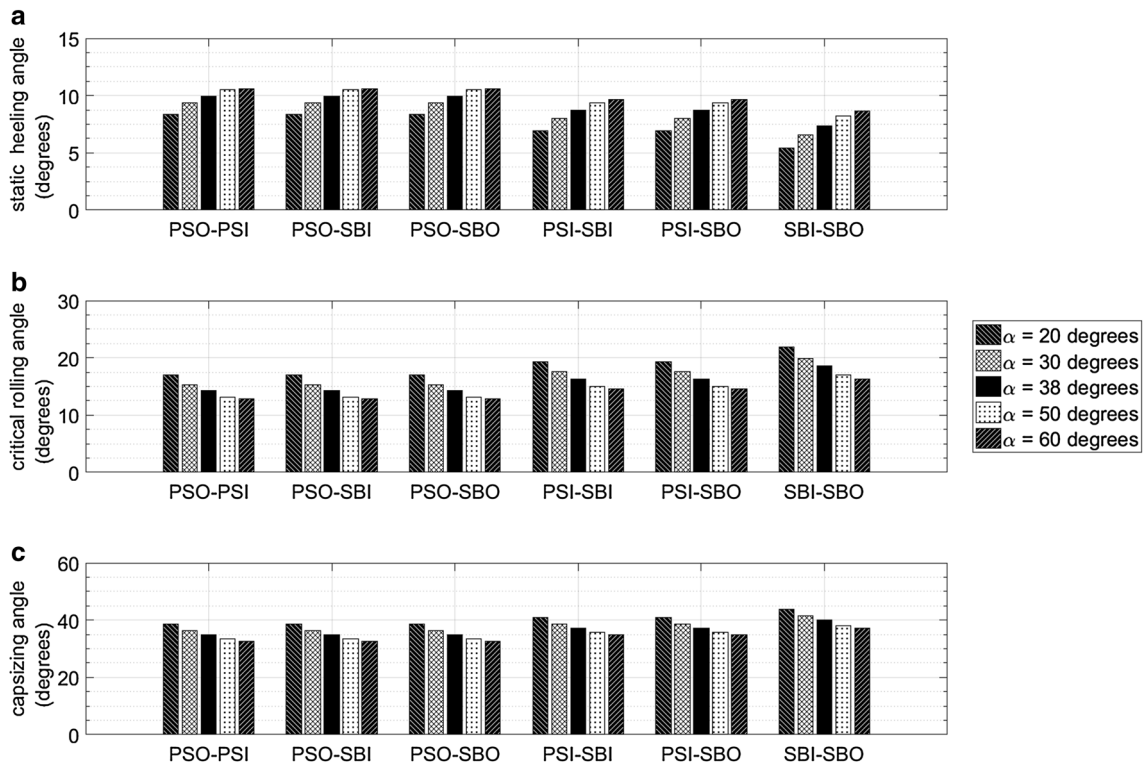 a
static heeling angle
(degrees)
15
10
5
0
PSO-PSI PSO-SBI PSO-SBO PSI-SBI PSI-SBO SBI-SBO
b
critical rolling angle
(degrees)
30
20
10
0
PSO-PSI PSO-SBI PSO-SBO PSI-SBI PSI-SBO SBI-SBO
α = 20 degrees
α = 30 degrees
α = 38 degrees
α = 50 degrees
α = 60 degrees
c
capsizing angle
(degrees)
60
40
20
0
PSO-PSI PSO-SBI PSO-SBO PSI-SBI PSI-SBO SBI-SBO